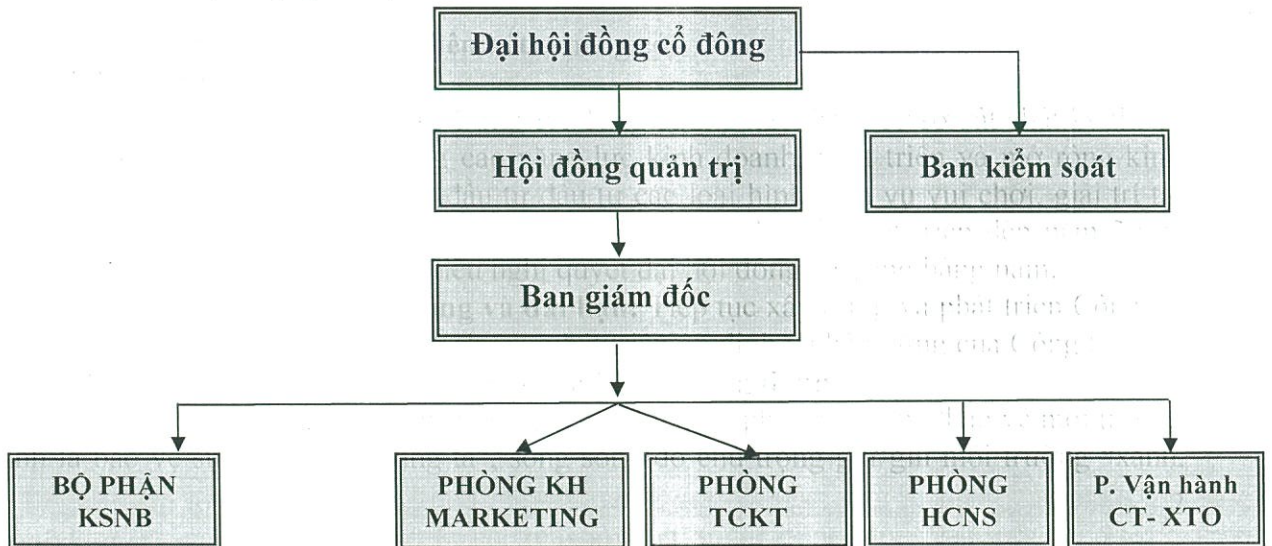 Đại hội đồng cổ đông
Hội đồng quản trị
Ban kiểm soát
Ban giám đốc
BỘ PHẬN
KSNB
PHÒNG KH
MARKETING
PHÒNG
TCKT
PHÒNG
HCNS
P. Vận hành
CT- XTO